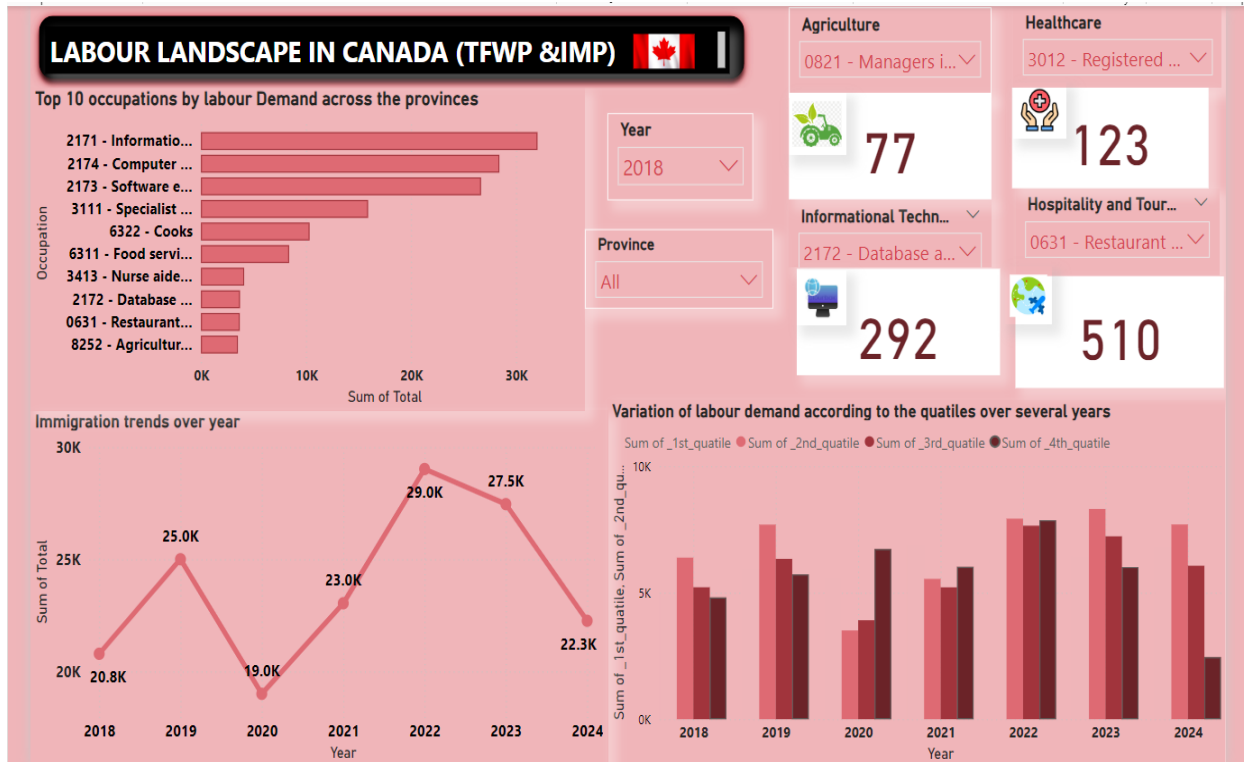 LABOUR LANDSCAPE IN CANADA (TFWP &IMP)
Agriculture
0821 - Managers i...
77
Healthcare
3012 - Registered ...
123
Year
2018
Province
All
Informational Techn...
2172 - Database a...
292
Hospitality and Tour...
0631 - Restaurant ...
510
Top 10 occupations by labour Demand across the provinces
Occupation
2171 - Informatio...
2174 - Computer ...
2173 - Software e...
3111 - Specialist ...
6322 - Cooks
6311 - Food servi...
3413 - Nurse aide...
2172 - Database ...
0631 - Restaurant...
8252 - Agricultur...
0K 10K 20K 30K
Sum of Total
Immigration trends over year
Sum of Total
30K
25K
20K
20.8K
25.0K
19.0K
23.0K
29.0K
27.5K
22.3K
2018 2019 2020 2021 2022 2023 2024
Year
Variation of labour demand according to the quatiles over several years
Sum of _1st_quatile Sum of _2nd_quatile Sum of _3rd_quatile Sum of _4th_quatile
Sum of _1st_quatile, Sum of _2nd_qu...
10K
5K
0K
2018 2019 2020 2021 2022 2023 2024
Year